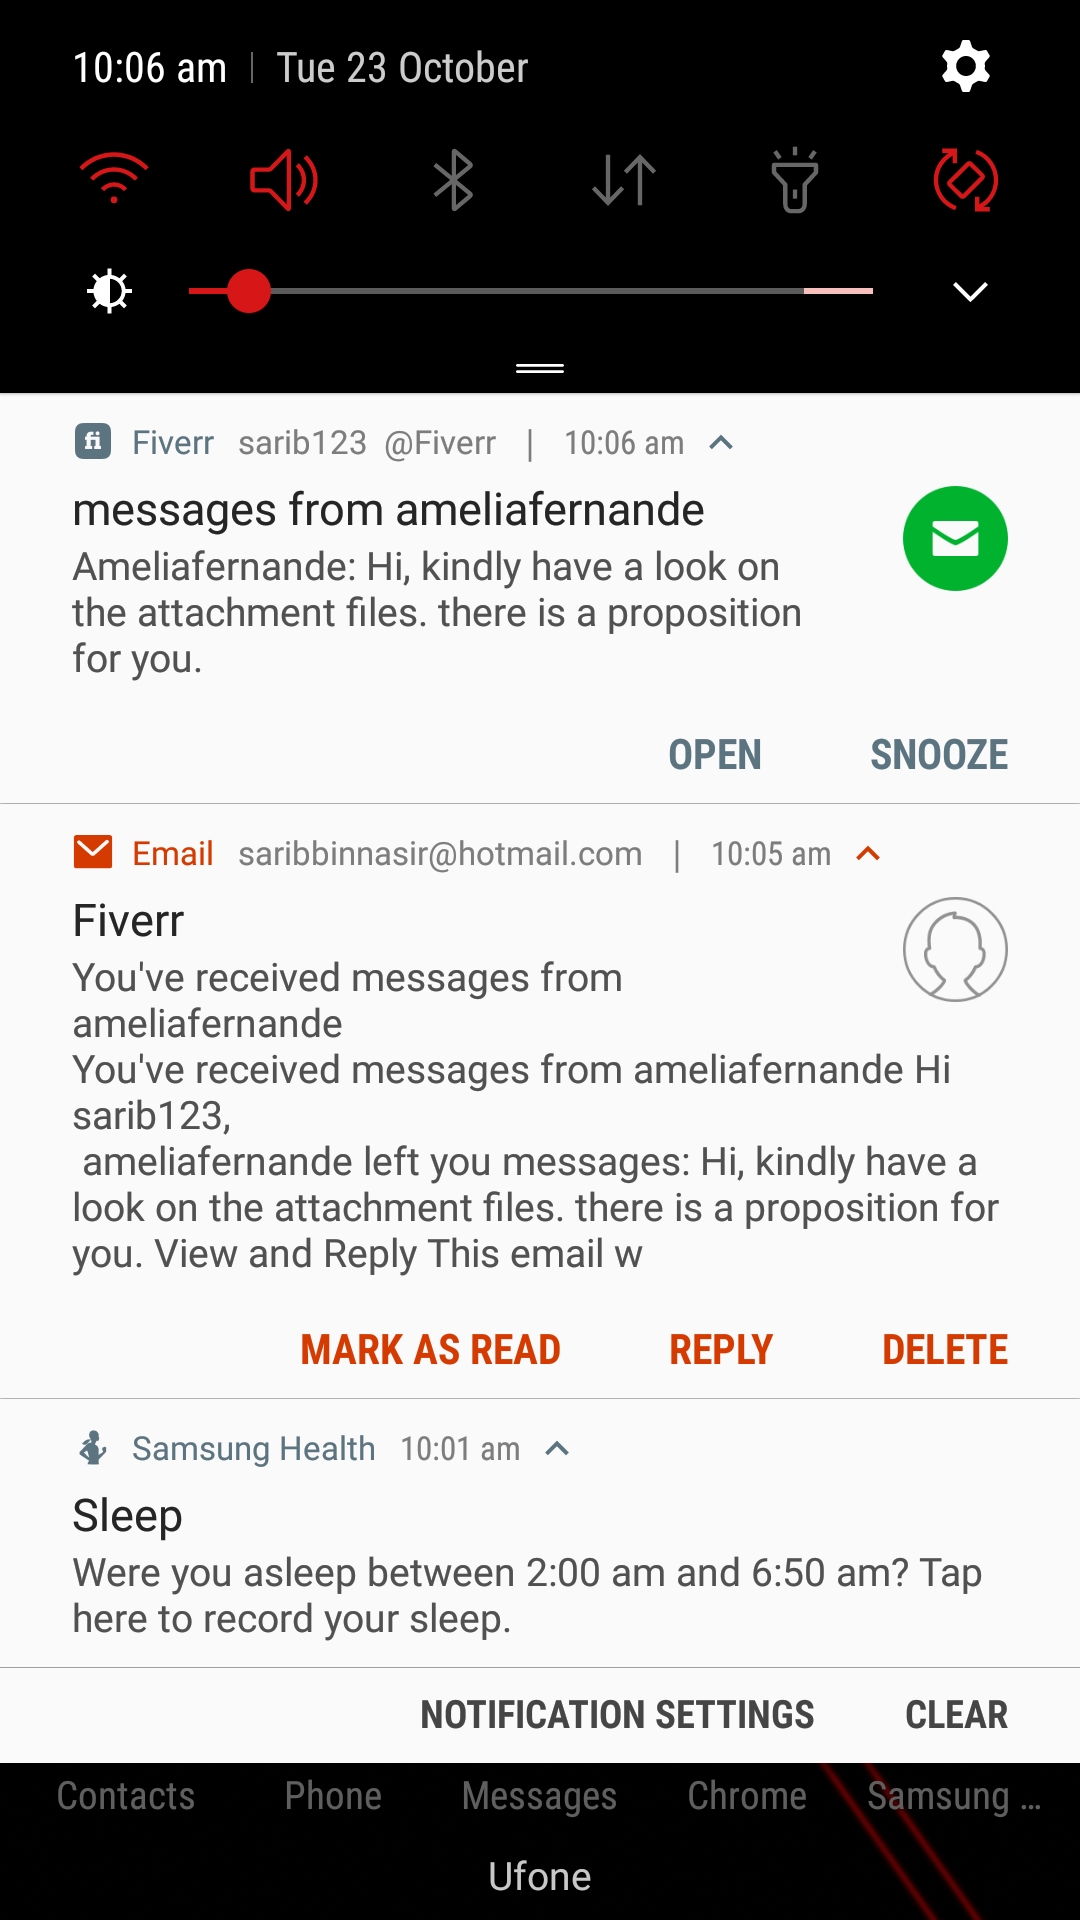 10:06 am | Tue 23 October
fi Fiverr sarib123 @Fiverr | 10:06 am
messages from ameliafernande
Ameliafernande: Hi, kindly have a look on
the attachment files. there is a proposition
for you.
OPEN SNOOZE
Email saribbinnasir@hotmail.com | 10:05 am
Fiverr
You've received messages from
ameliafernande
You've received messages from ameliafernande Hi
sarib123,
ameliafernande left you messages: Hi, kindly have a
look on the attachment files. there is a proposition for
you. View and Reply This email w
MARK AS READ REPLY DELETE
Samsung Health 10:01 am
Sleep
Were you asleep between 2:00 am and 6:50 am? Tap
here to record your sleep.
NOTIFICATION SETTINGS CLEAR
Contacts Phone Messages Chrome Samsung ...
Ufone